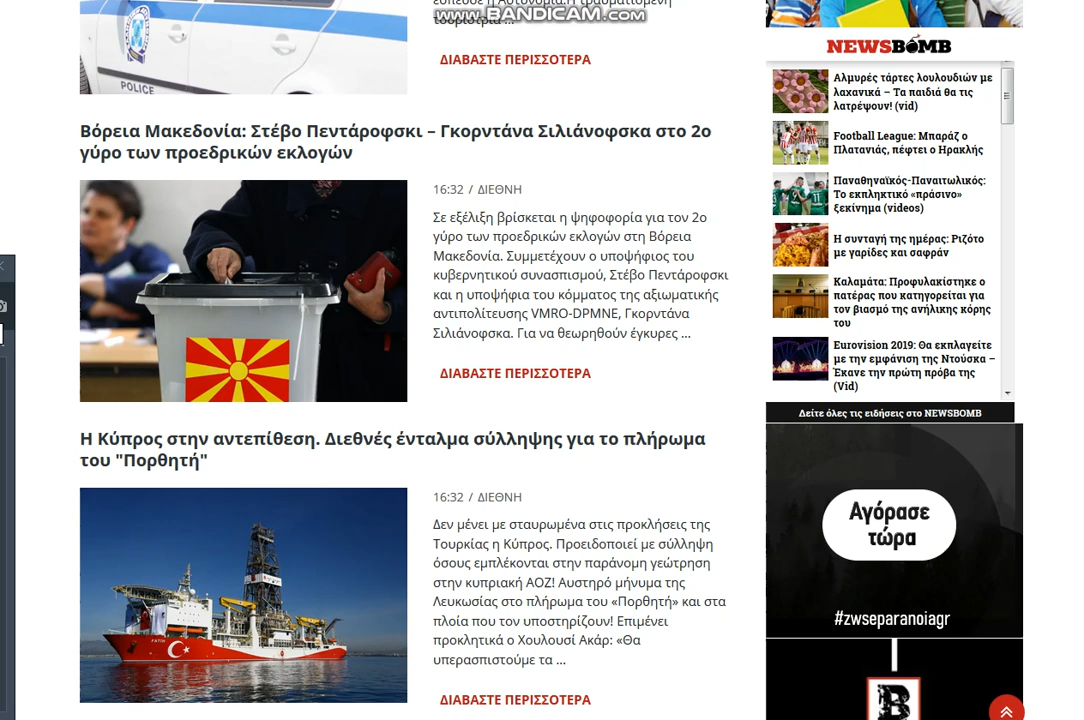 www.BANDICAM.com
τουρίστρια ...
ΔΙΑΒΑΣΤΕ ΠΕΡΙΣΣΟΤΕΡΑ
POLICE
Βόρεια Μακεδονία: Στέβο Πεντάροφσκι – Γκορντάνα Σιλιάνοφσκα στο 2ο
γύρο των προεδρικών εκλογών
16:32 / ΔΙΕΘΝΗ
Σε εξέλιξη βρίσκεται η ψηφοφορία για τον 2ο
γύρο των προεδρικών εκλογών στη Βόρεια
Μακεδονία. Συμμετέχουν ο υποψήφιος του
κυβερνητικού συνασπισμού, Στέβο Πεντάροφσκι
και η υποψήφια του κόμματος της αξιωματικής
αντιπολίτευσης VMRO-DPMNE, Γκορντάνα
Σιλιάνοφσκα. Για να θεωρηθούν έγκυρες ...
ΔΙΑΒΑΣΤΕ ΠΕΡΙΣΣΟΤΕΡΑ
Η Κύπρος στην αντεπίθεση. Διεθνές ένταλμα σύλληψης για το πλήρωμα
του "Πορθητή"
16:32 / ΔΙΕΘΝΗ
Δεν μένει με σταυρωμένα στις προκλήσεις της
Τουρκίας η Κύπρος. Προειδοποιεί με σύλληψη
όσους εμπλέκονται στην παράνομη γεώτρηση
στην κυπριακή ΑΟΖ! Αυστηρό μήνυμα της
Λευκωσίας στο πλήρωμα του «Πορθητή» και στα
πλοία που τον υποστηρίζουν! Επιμένει
προκλητικά ο Χουλουσί Ακάρ: «Θα
υπερασπιστούμε τα ...
FATIH
ΔΙΑΒΑΣΤΕ ΠΕΡΙΣΣΟΤΕΡΑ
NEWSBOMB
Αλμυρές τάρτες λουλουδιών με
λαχανικά – Τα παιδιά θα τις
λατρέψουν! (vid)
Football League: Μπαράζ ο
Πλατανιάς, πέφτει ο Ηρακλής
Παναθηναϊκός-Παναιτωλικός:
Το εκπληκτικό «πράσινο»
ξεκίνημα (videos)
Η συνταγή της ημέρας: Ριζότο
με γαρίδες και σαφράν
Καλαμάτα: Προφυλακίστηκε ο
πατέρας που κατηγορείται για
τον βιασμό της ανήλικης κόρης
του
Eurovision 2019: Θα εκπλαγείτε
με την εμφάνιση της Ντούσκα –
Έκανε την πρώτη πρόβα της
(Vid)
Δείτε όλες τις ειδήσεις στο NEWSBOMB
Αγόρασε
τώρα
#zwseparanoiagr
B